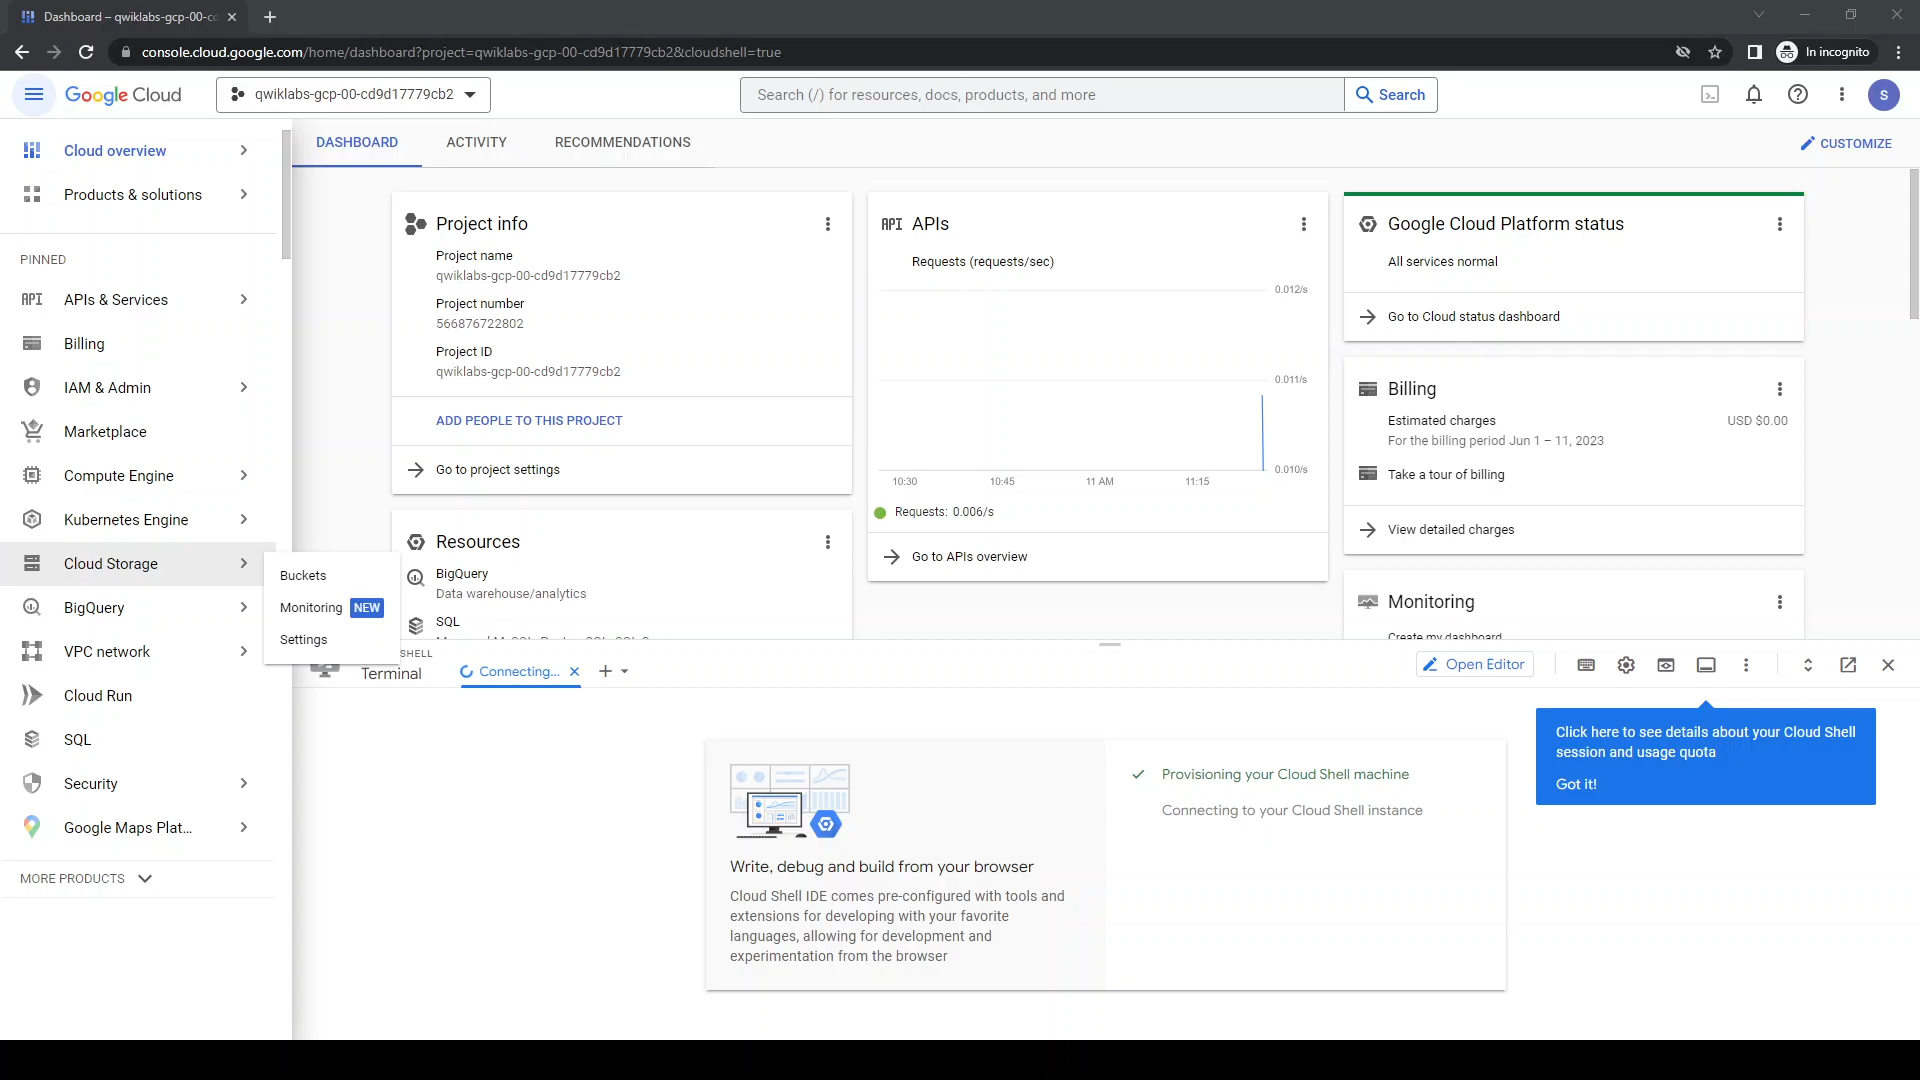 Dashboard – qwiklabs-gcp-00-cd
console.cloud.google.com/home/dashboard?project=qwiklabs-gcp-00-cd9d17779cb2&cloudshell=true
In incognito
Google Cloud
qwiklabs-gcp-00-cd9d17779cb2
Search (/) for resources, docs, products, and more
Search
S
Cloud overview
Products & solutions
PINNED
API APIs & Services
Billing
IAM & Admin
Marketplace
Compute Engine
Kubernetes Engine
Cloud Storage
BigQuery
VPC network
Cloud Run
SQL
Security
Google Maps Plat...
MORE PRODUCTS
Buckets
Monitoring NEW
Settings
DASHBOARD
ACTIVITY
RECOMMENDATIONS
CUSTOMIZE
Project info
Project name
qwiklabs-gcp-00-cd9d17779cb2
Project number
566876722802
Project ID
qwiklabs-gcp-00-cd9d17779cb2
ADD PEOPLE TO THIS PROJECT
Go to project settings
Resources
BigQuery
Data warehouse/analytics
SQL
API APIs
Requests (requests/sec)
0.012/s
0.011/s
0.010/s
10:30
10:45
11 AM
11:15
Requests: 0.006/s
Go to APIs overview
Google Cloud Platform status
All services normal
Go to Cloud status dashboard
Billing
Estimated charges
USD $0.00
For the billing period Jun 1 – 11, 2023
Take a tour of billing
View detailed charges
Monitoring
Create my dashboard
SHELL
Terminal
Connecting...
Open Editor
Click here to see details about your Cloud Shell
session and usage quota
Got it!
Write, debug and build from your browser
Cloud Shell IDE comes pre-configured with tools and
extensions for developing with your favorite
languages, allowing for development and
experimentation from the browser
Provisioning your Cloud Shell machine
Connecting to your Cloud Shell instance